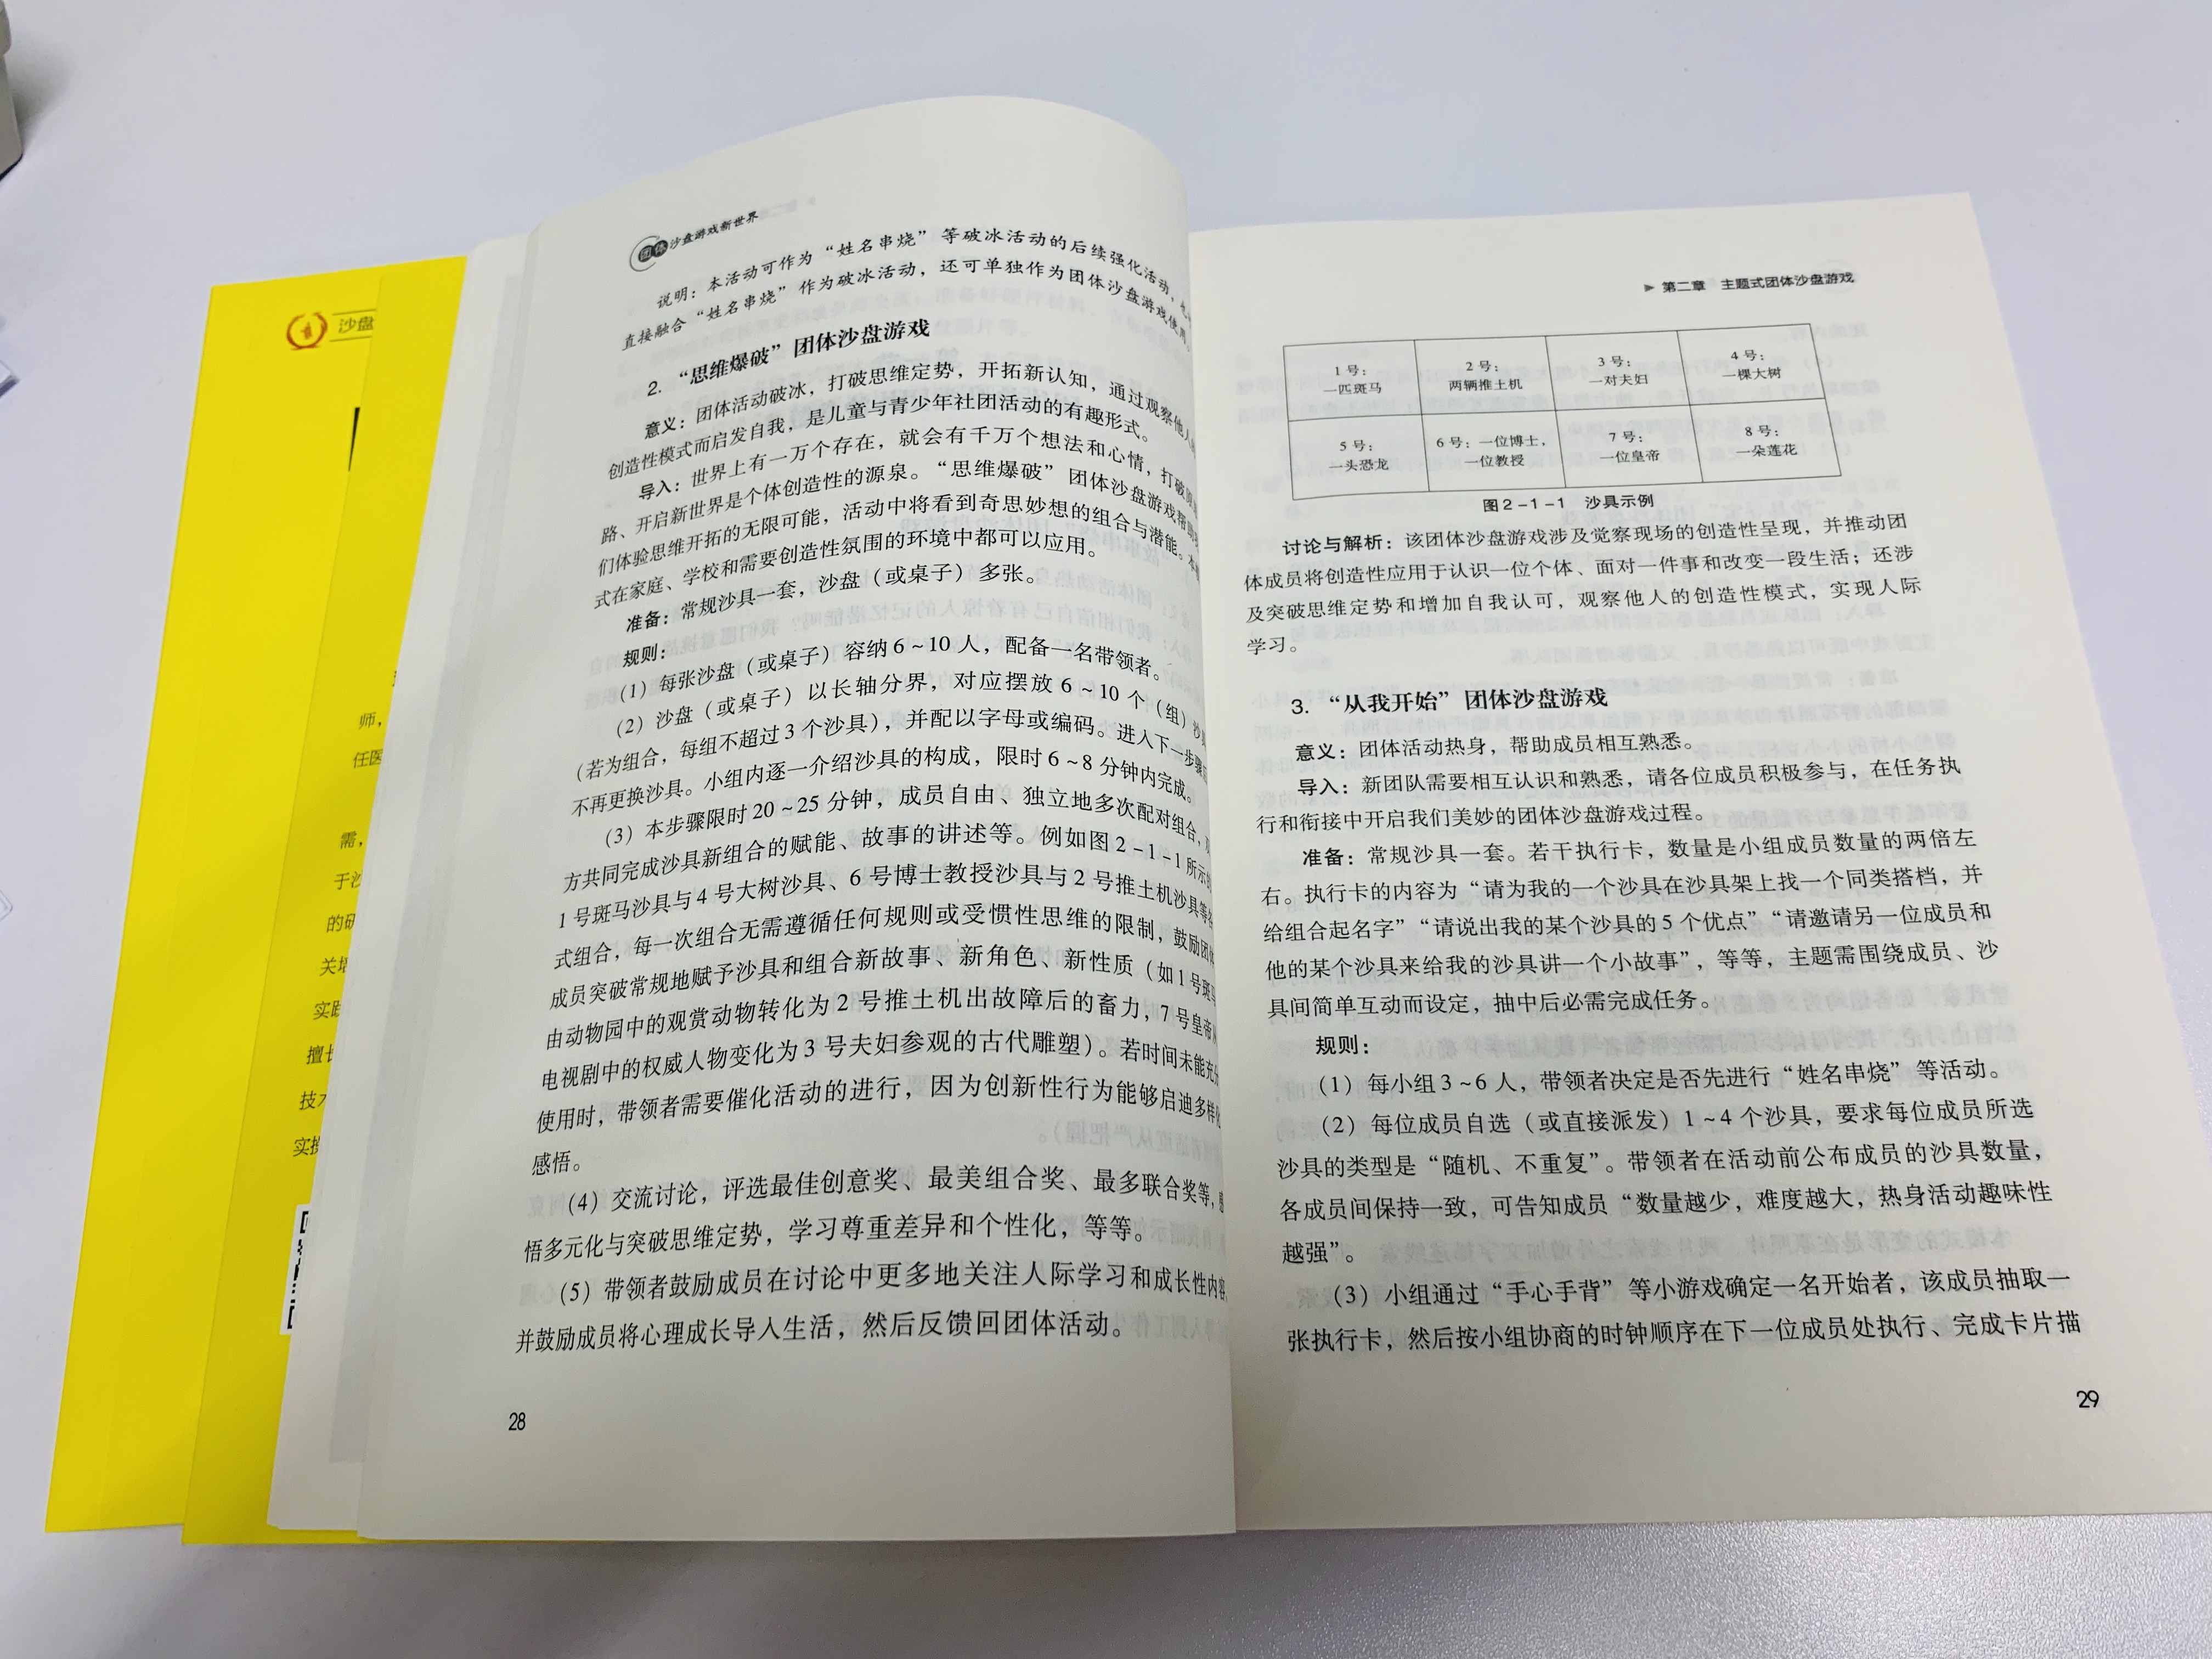 团体沙盘游戏新世界
说明：本活动可作为“姓名串烧”等破冰活动的后续强化活动，
直接融合“姓名串烧”作为破冰活动，还可单独作为团体沙盘游戏使用。
2. “思维爆破”团体沙盘游戏
意义：团体活动破冰，打破思维定势，开拓新认知，通过观察他人
创造性模式而启发自我，是儿童与青少年社团活动的有趣形式。
导入：世界上有一万个存在，就会有千万个想法和心情，打破
路、开启新世界是个体创造性的源泉。“思维爆破”团体沙盘游戏帮助
们体验思维开拓的无限可能，活动中将看到奇思妙想的组合与潜能。
式在家庭、学校和需要创造性氛围的环境中都可以应用。
准备：常规沙具一套，沙盘（或桌子）多张。
规则：
（1）每张沙盘（或桌子）容纳6~10人，配备一名带领者。
（2）沙盘（或桌子）以长轴分界，对应摆放6~10个（组）沙
（若为组合，每组不超过3个沙具），并配以字母或编码。进入下一步骤
不再更换沙具。小组内逐一介绍沙具的构成，限时6~8分钟内完成。
（3）本步骤限时20~25分钟，成员自由、独立地多次配对组合，
方共同完成沙具新组合的赋能、故事的讲述等。例如图2-1-1所示
1号斑马沙具与4号大树沙具、6号博士教授沙具与2号推土机沙具等
式组合，每一次组合无需遵循任何规则或受惯性思维的限制，鼓励团体
成员突破常规地赋予沙具和组合新故事、新角色、新性质（如1号斑马
由动物园中的观赏动物转化为2号推土机出故障后的畜力，7号皇帝
电视剧中的权威人物变化为3号夫妇参观的古代雕塑）。若时间未能充分
使用时，带领者需要催化活动的进行，因为创新性行为能够启迪多样
感悟。
（4）交流讨论，评选最佳创意奖、最美组合奖、最多联合奖等，感
悟多元化与突破思维定势，学习尊重差异和个性化，等等。
（5）带领者鼓励成员在讨论中更多地关注人际学习和成长性内容
并鼓励成员将心理成长导入生活，然后反馈回团体活动。
28
▶ 第二章 主题式团体沙盘游戏
1号： 2号： 3号： 4号：
一匹斑马 两辆推土机 一对夫妇 一棵大树
5号： 6号：一位博士， 7号： 8号：
一头恐龙 一位教授 一位皇帝 一朵莲花
图2-1-1 沙具示例
讨论与解析：该团体沙盘游戏涉及觉察现场的创造性呈现，并推动团
体成员将创造性应用于认识一位个体、面对一件事和改变一段生活；还涉
及突破思维定势和增加自我认可，观察他人的创造性模式，实现人际
学习。
3. “从我开始”团体沙盘游戏
意义：团体活动热身，帮助成员相互熟悉。
导入：新团队需要相互认识和熟悉，请各位成员积极参与，在任务执
行和衔接中开启我们美妙的团体沙盘游戏过程。
准备：常规沙具一套。若干执行卡，数量是小组成员数量的两倍左
右。执行卡的内容为“请为我的一个沙具在沙具架上找一个同类搭档，并
给组合起名字”“请说出我的某个沙具的5个优点”“请邀请另一位成员和
他的某个沙具来给我的沙具讲一个小故事”，等等，主题需围绕成员、沙
具间简单互动而设定，抽中后必需完成任务。
规则：
（1）每小组3~6人，带领者决定是否先进行“姓名串烧”等活动。
（2）每位成员自选（或直接派发）1~4个沙具，要求每位成员所选
沙具的类型是“随机、不重复”。带领者在活动前公布成员的沙具数量，
各成员间保持一致，可告知成员“数量越少，难度越大，热身活动趣味性
越强”。
（3）小组通过“手心手背”等小游戏确定一名开始者，该成员抽取一
张执行卡，然后按小组协商的时钟顺序在下一位成员处执行、完成卡片描
29
沙盘
师，
任医
需，
于沙
的研
关培
实践
擅长
技术
实操